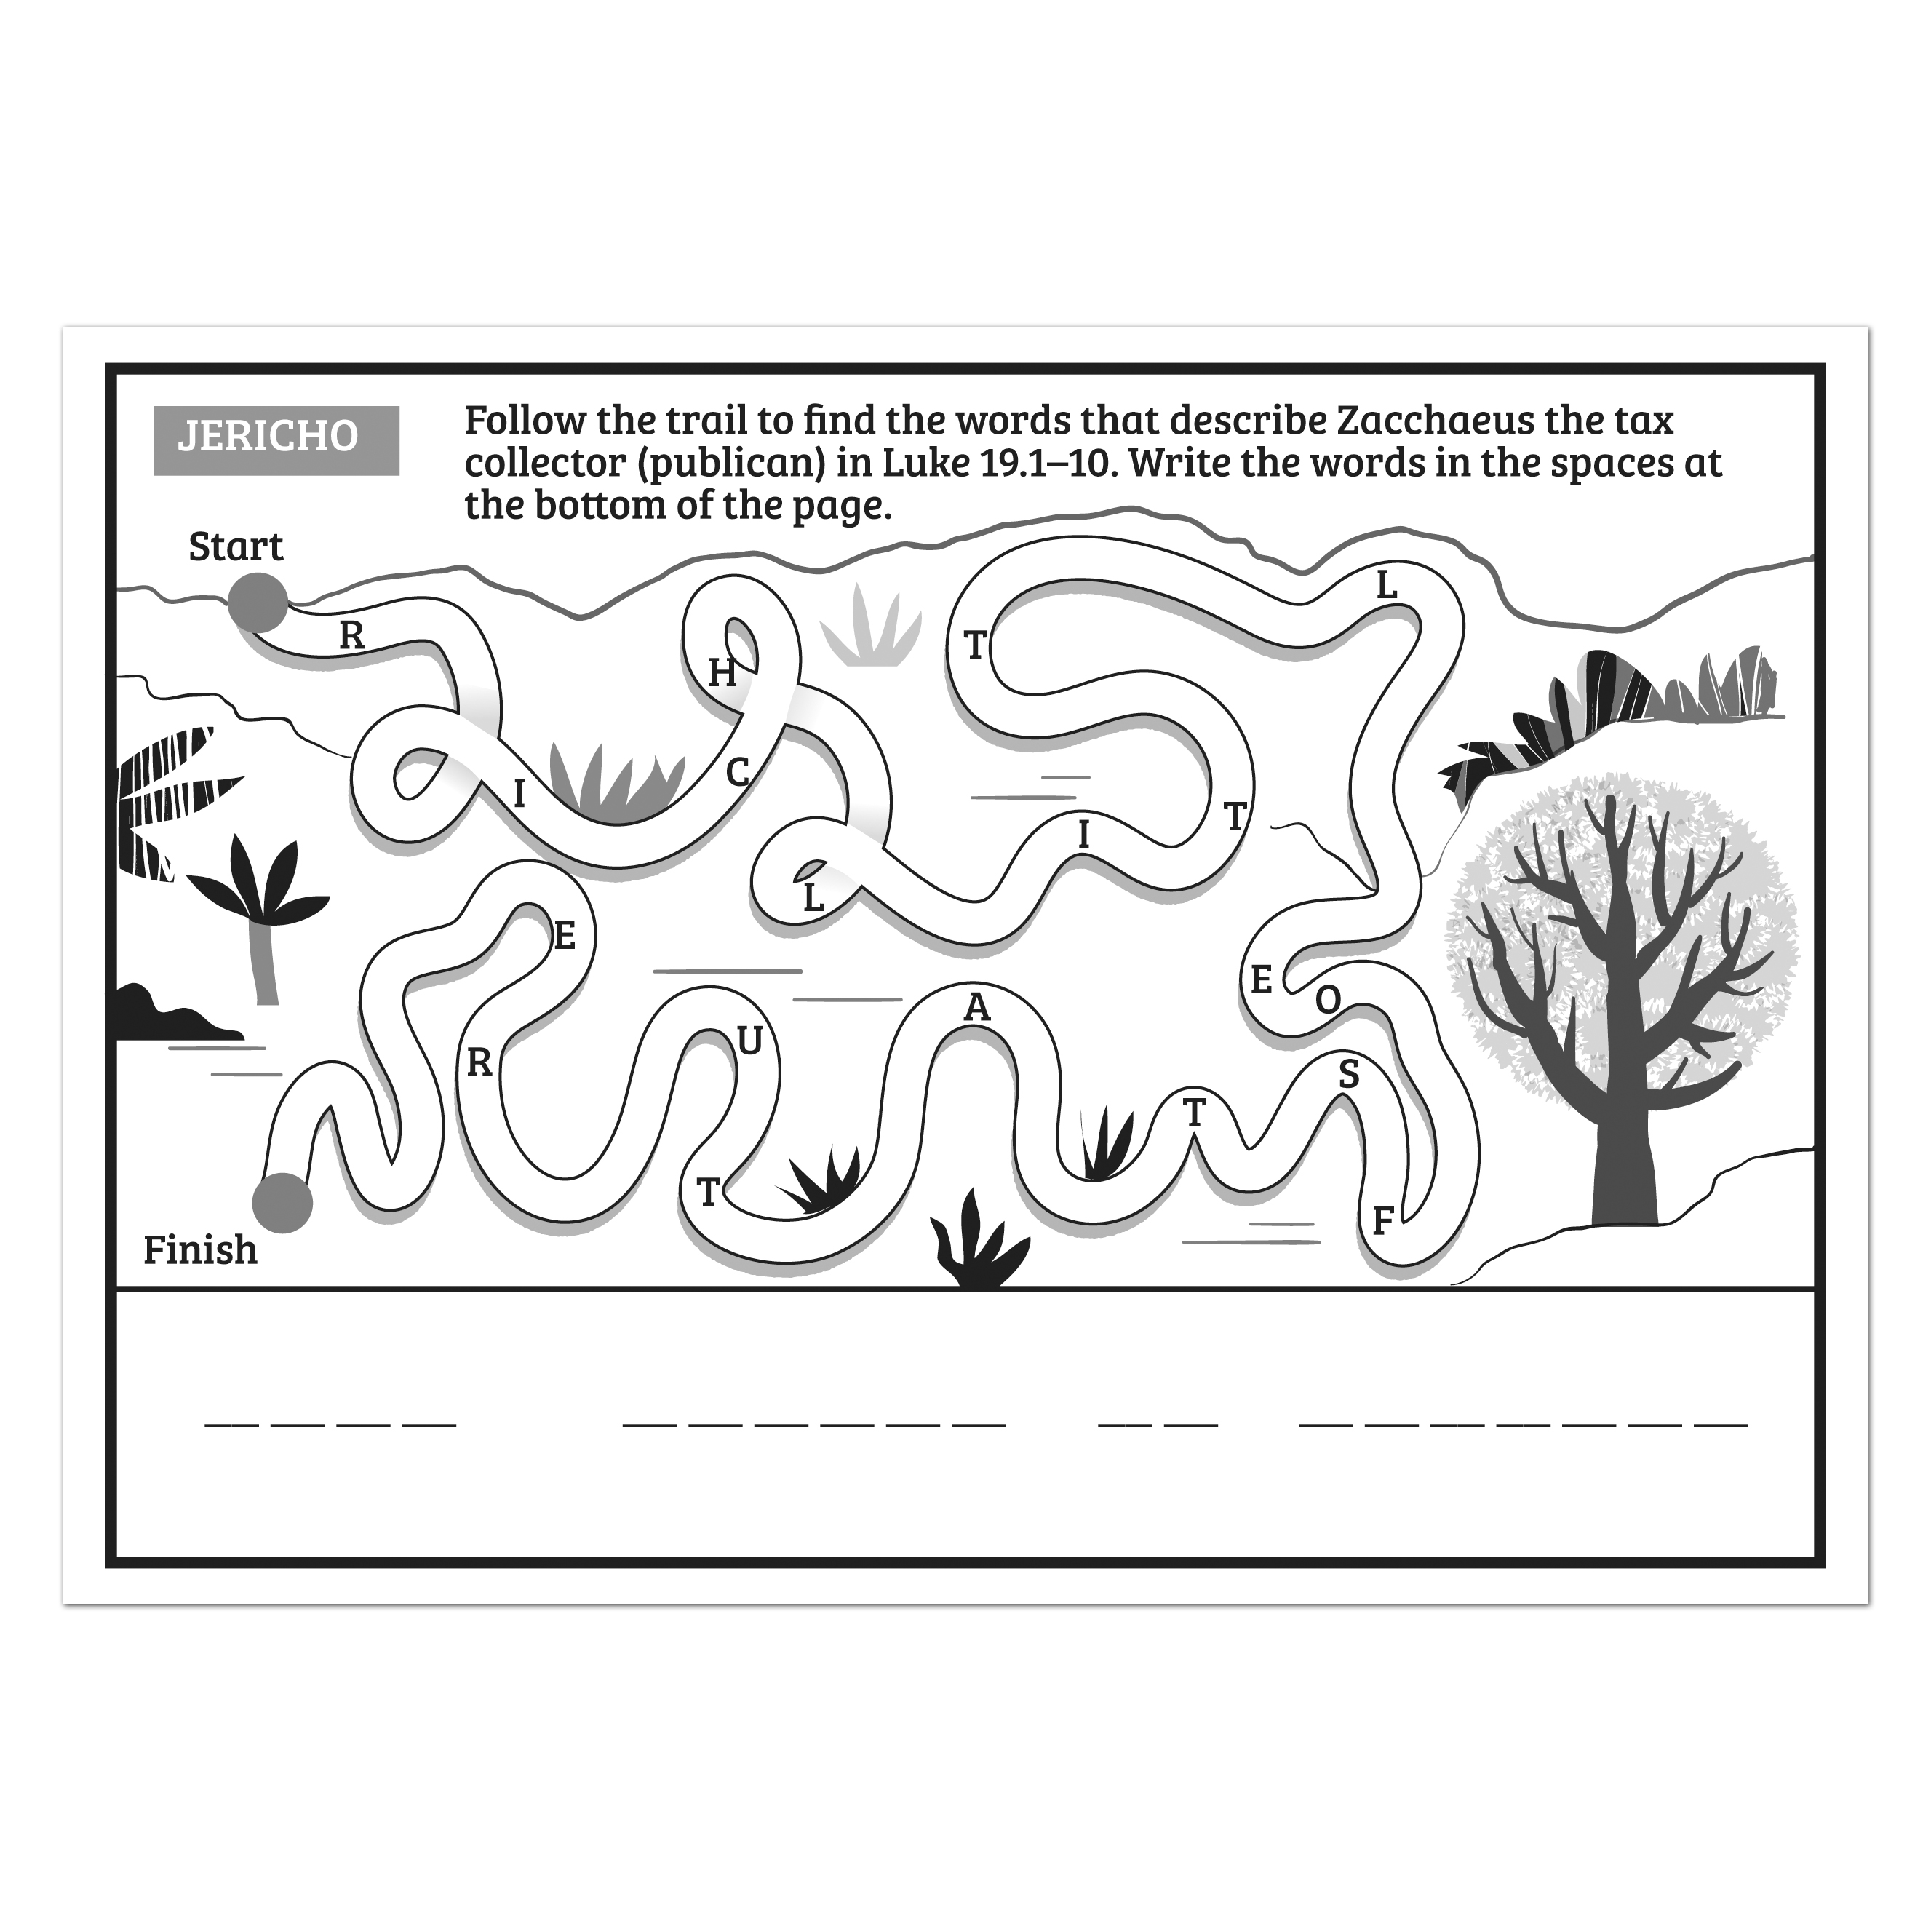 JERICHO
Follow the trail to find the words that describe Zacchaeus the tax
collector (publican) in Luke 19.1–10. Write the words in the spaces at
the bottom of the page.
Start
R
I
C
H
L
I
T
T
L
E
O
F
S
T
A
T
U
R
E
Finish